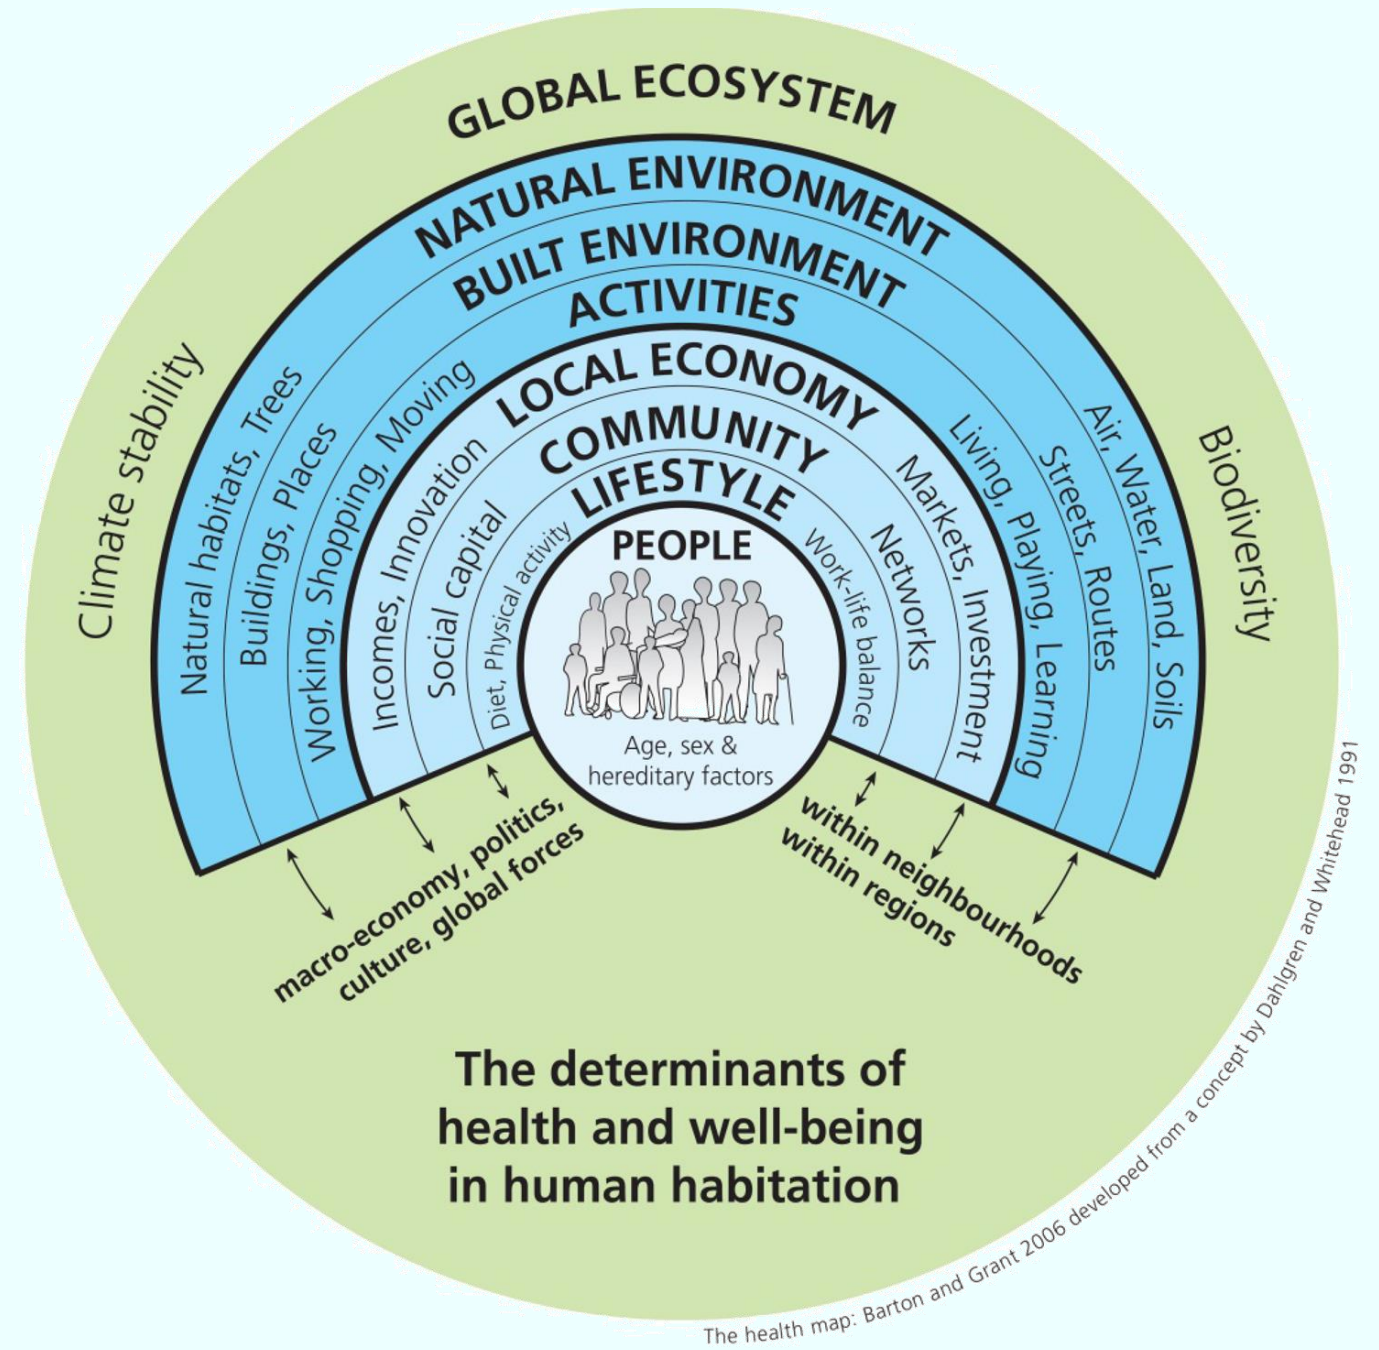 GLOBAL ECOSYSTEM
NATURAL ENVIRONMENT
BUILT ENVIRONMENT
ACTIVITIES
LOCAL ECONOMY
COMMUNITY
LIFESTYLE
PEOPLE
Age, sex &
hereditary factors
Climate stability
Biodiversity
Natural habitats, Trees
Air, Water, Land, Soils
Buildings, Places
Streets, Routes
Working, Shopping, Moving
Living, Playing, Learning
Incomes, Innovation
Markets, Investment
Social capital
Networks
Diet, Physical activity
Work-life balance
macro-economy, politics,
culture, global forces
within neighbourhoods
within regions
The determinants of
health and well-being
in human habitation
The health map: Barton and Grant 2006 developed from a concept by Dahlgren and Whitehead 1991